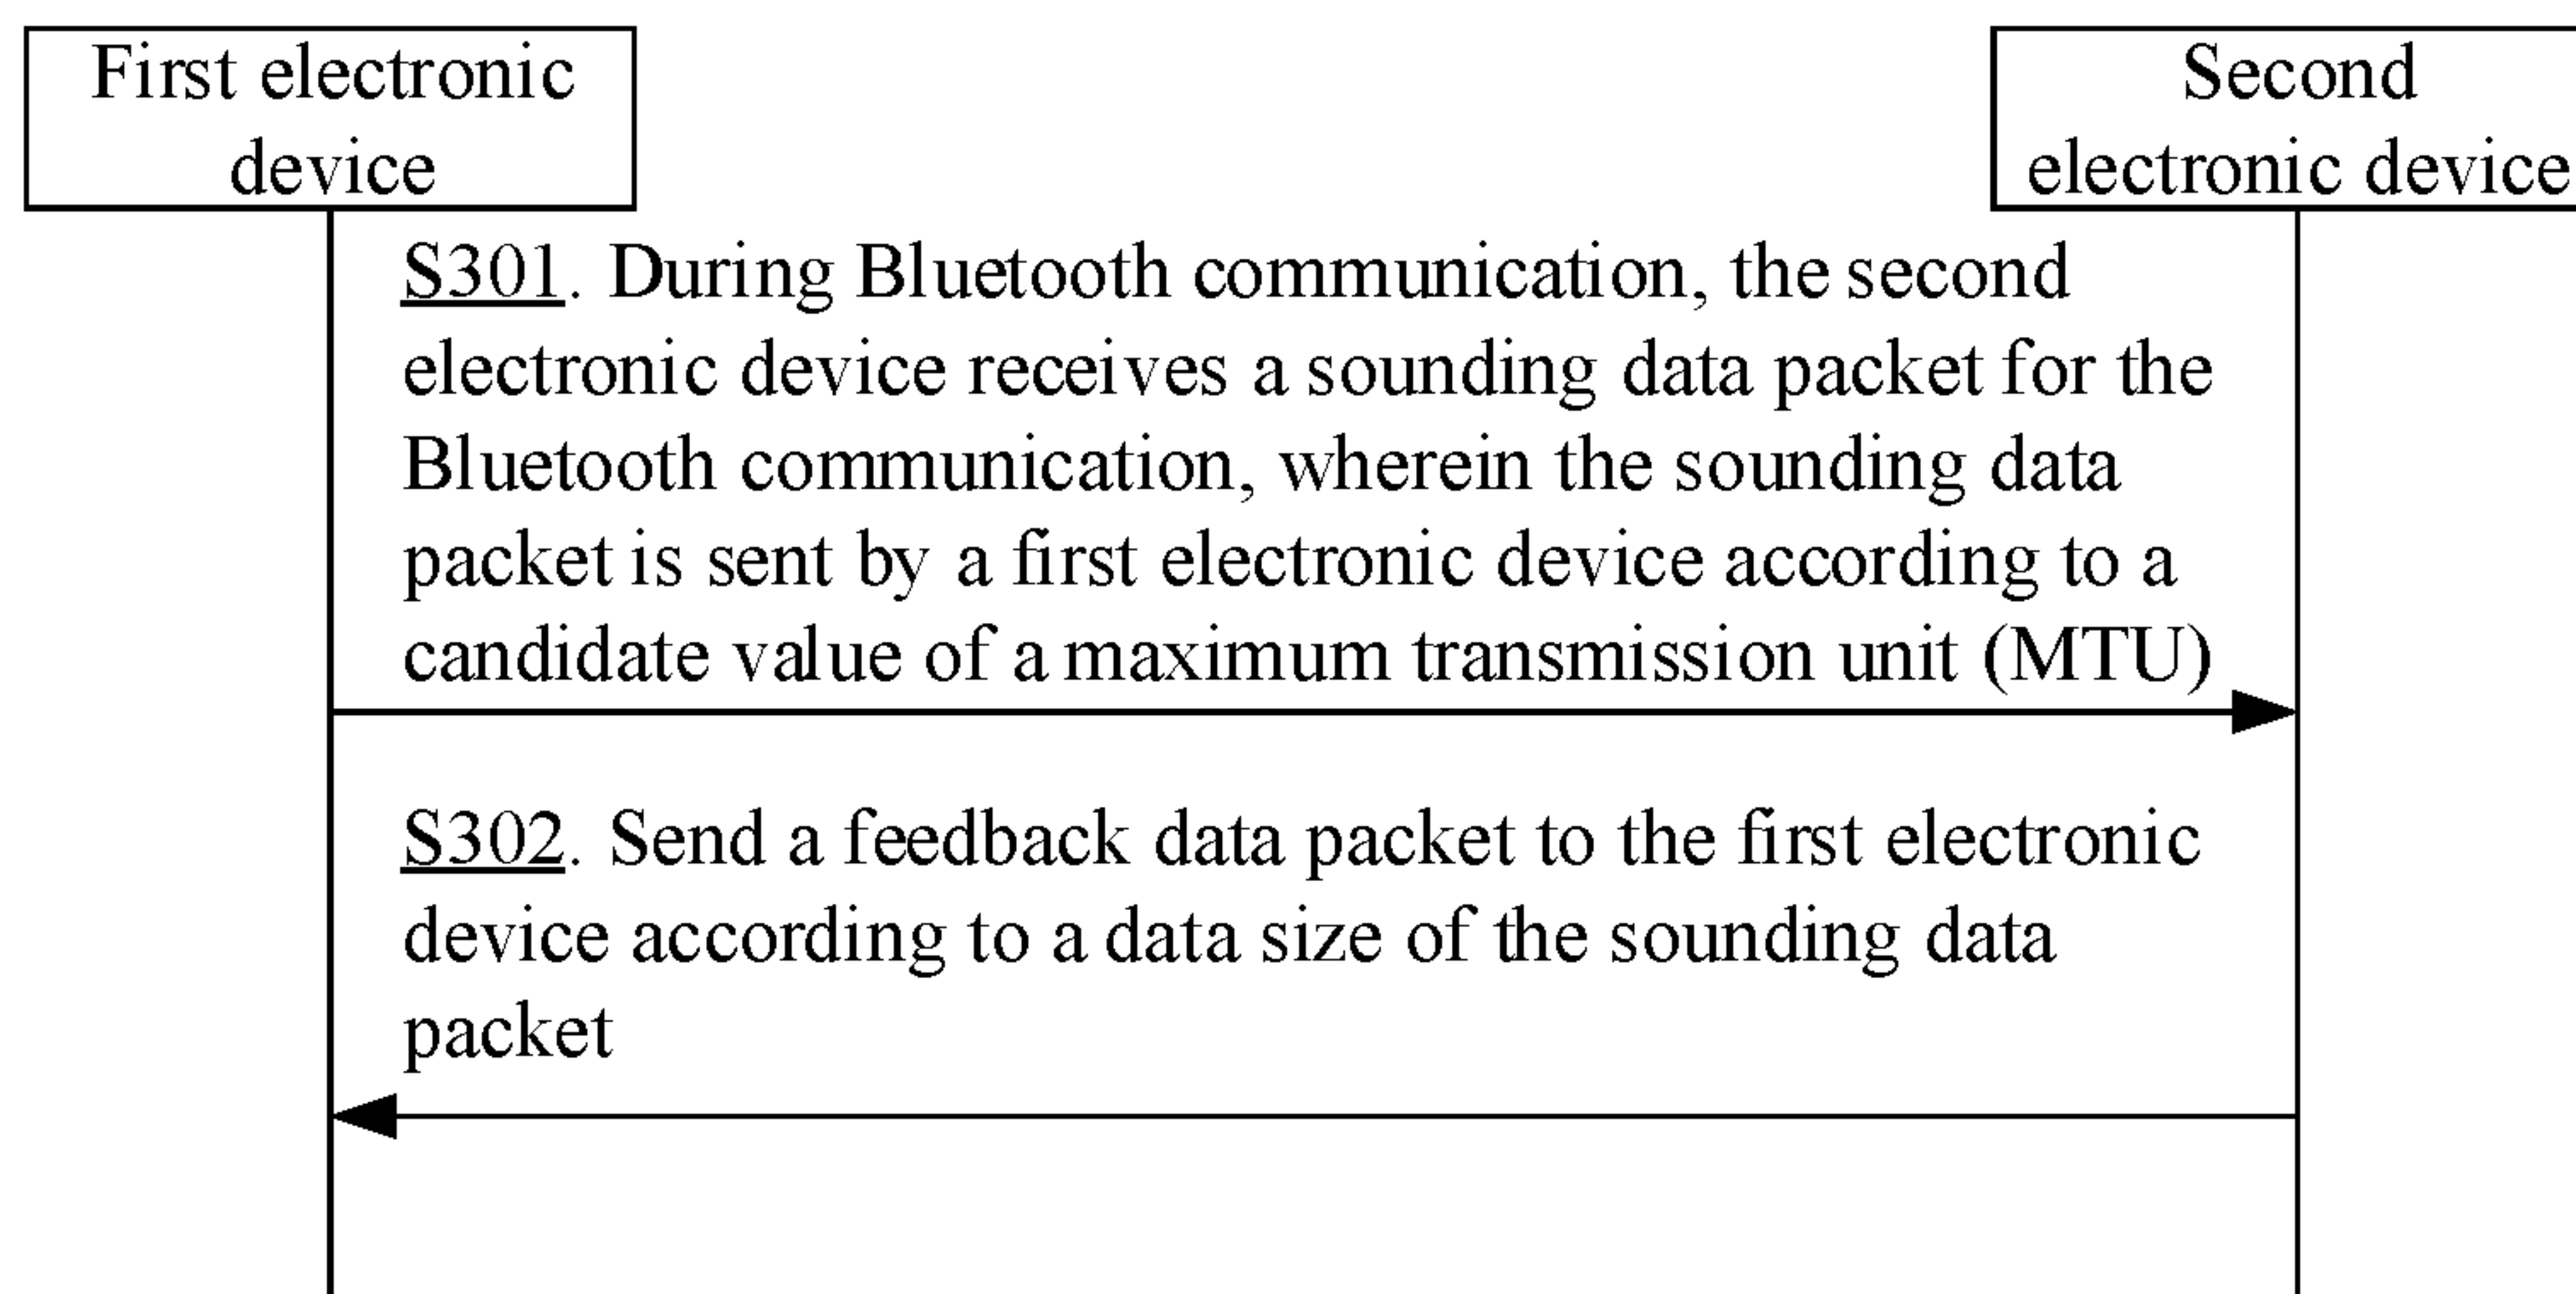 First electronic
device
Second
electronic device
S301. During Bluetooth communication, the second
electronic device receives a sounding data packet for the
Bluetooth communication, wherein the sounding data
packet is sent by a first electronic device according to a
candidate value of a maximum transmission unit (MTU)
S302. Send a feedback data packet to the first electronic
device according to a data size of the sounding data
packet